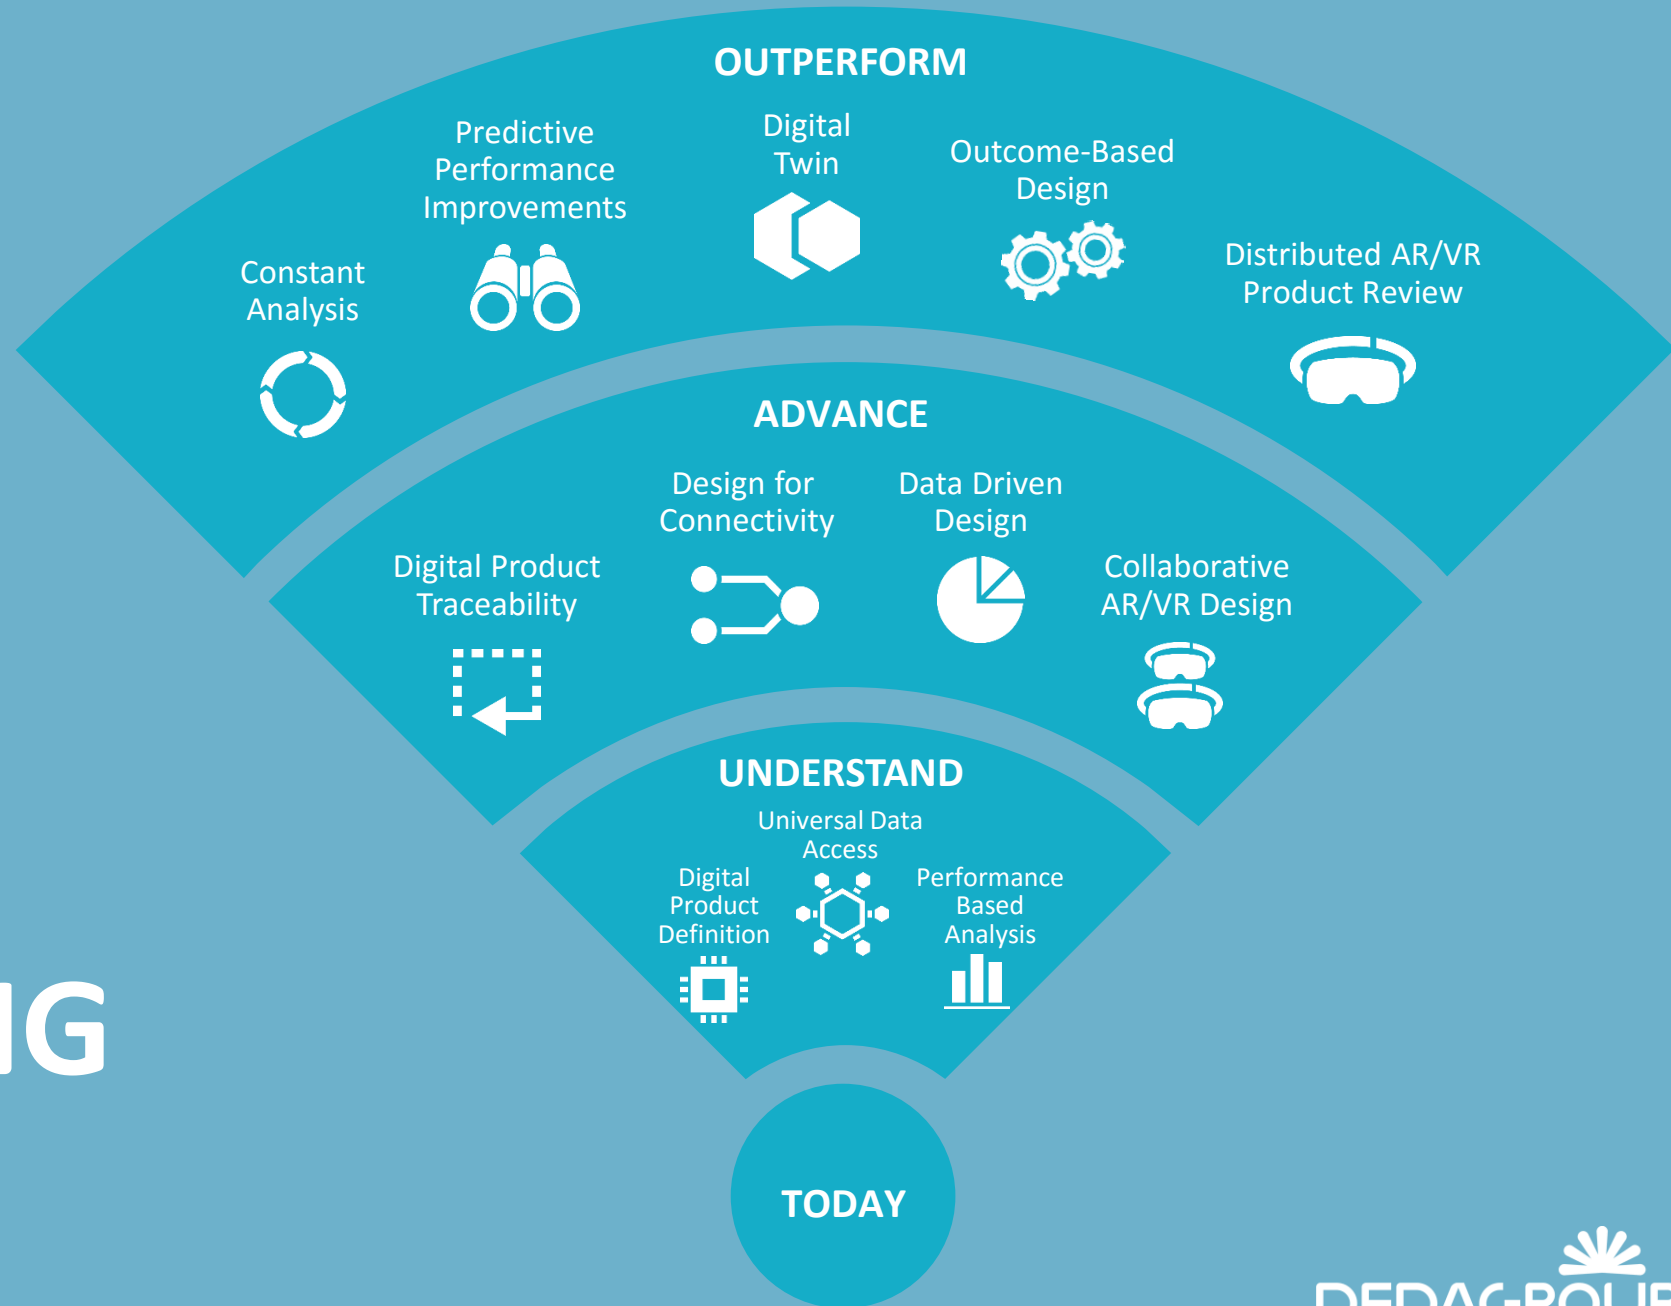 OUTPERFORM
Constant
Analysis
Predictive
Performance
Improvements
Digital
Twin
Outcome-Based
Design
Distributed AR/VR
Product Review
ADVANCE
Digital Product
Traceability
Design for
Connectivity
Data Driven
Design
Collaborative
AR/VR Design
UNDERSTAND
Digital
Product
Definition
Universal Data
Access
Performance
Based
Analysis
TODAY